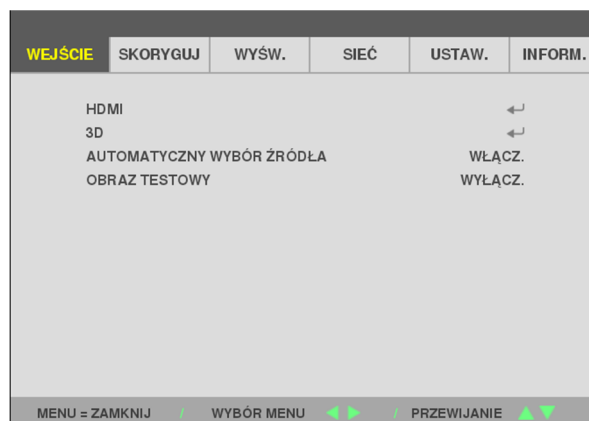 WEJŚCIE SKORYGUJ WYŚW. SIEĆ USTAW. INFORM.
HDMI
3D
AUTOMATYCZNY WYBÓR ŹRÓDŁA WŁĄCZ.
OBRAZ TESTOWY WYŁĄCZ.
MENU = ZAMKNIJ / WYBÓR MENU / PRZEWIJANIE